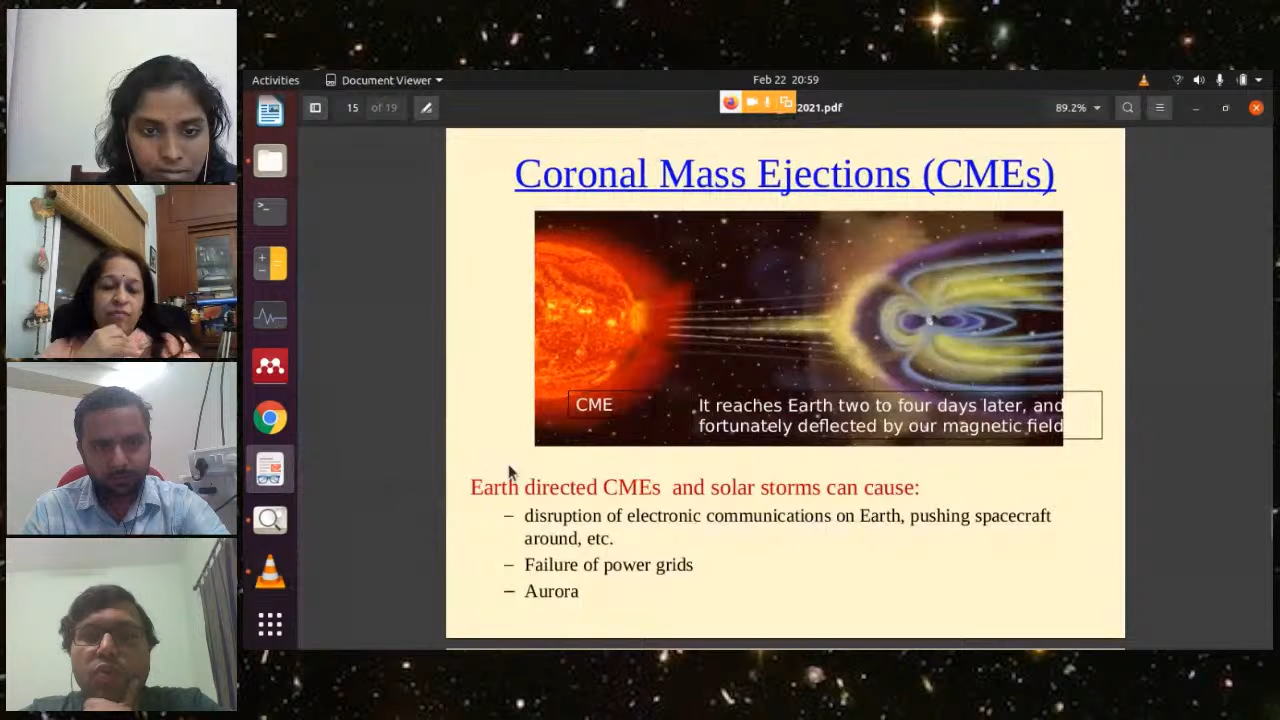 Activities
Document Viewer
Feb 22 20:59
15 of 19
2021.pdf
89.2%
Coronal Mass Ejections (CMEs)
CME
It reaches Earth two to four days later, and
fortunately deflected by our magnetic field
Earth directed CMEs and solar storms can cause:
– disruption of electronic communications on Earth, pushing spacecraft
around, etc.
– Failure of power grids
– Aurora